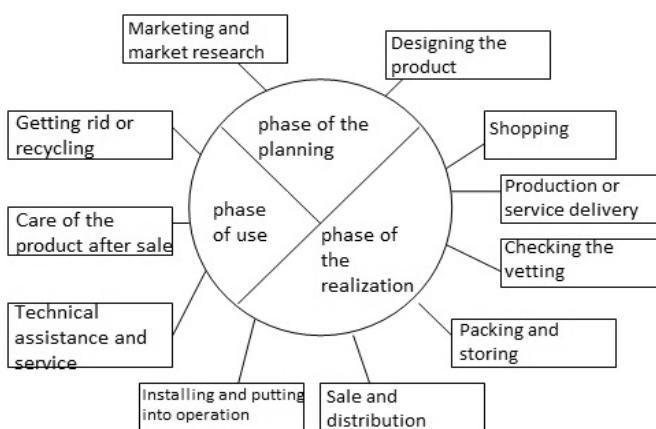 Marketing and
market research
Designing the
product
Getting rid or
recycling
phase of the
planning
Shopping
Production or
service delivery
Care of the
product after sale
phase
of use
phase of
the
realization
Checking the
vetting
Technical
assistance and
service
Packing and
storing
Installing and putting
into operation
Sale and
distribution